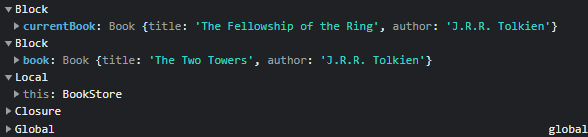 Block
currentBook: Book {title: 'The Fellowship of the Ring', author: 'J.R.R. Tolkien'}
Block
book: Book {title: 'The Two Towers', author: 'J.R.R. Tolkien'}
Local
this: BookStore
Closure
Global global